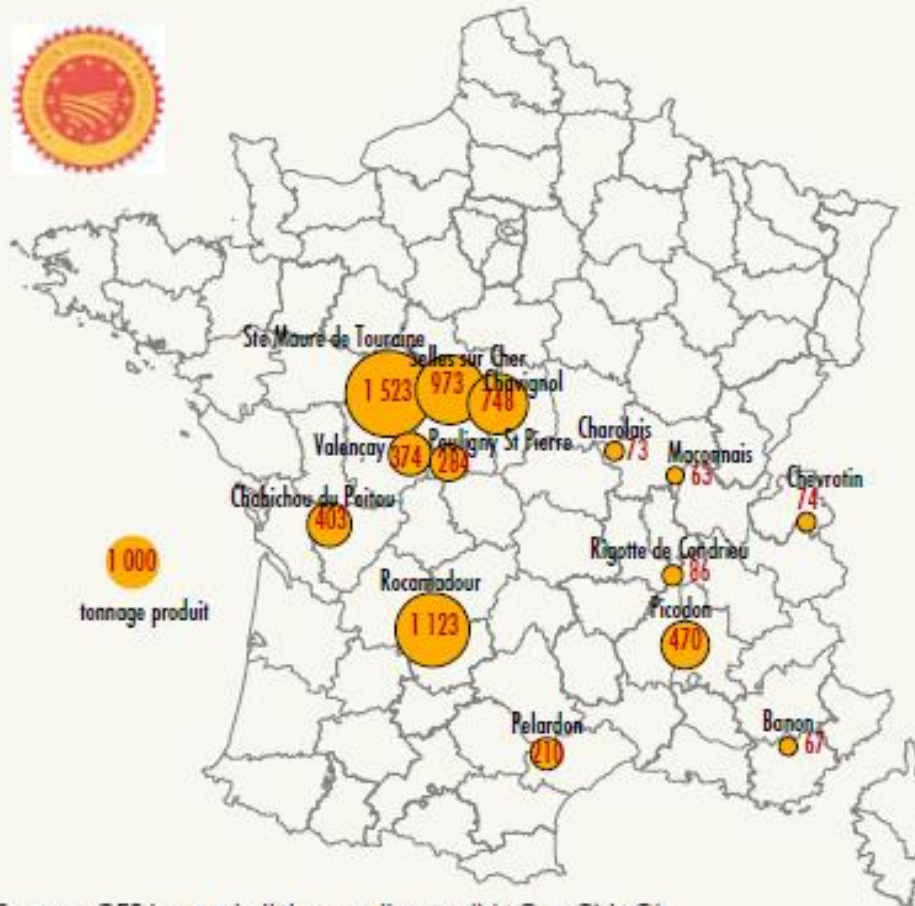 Ste Maure de Touraine
1 523
Selles sur Cher
973
Chavignol
748
Valençay
374
Pouligny St Pierre
284
Charolais
73
Maconnais
63
Chevrotin
74
Chabichou du Poitou
403
1 000
tonnage produit
Rigotte de Condrieu
86
Rocamadour
1 123
Picodon
470
Pelardon
210
Banon
67